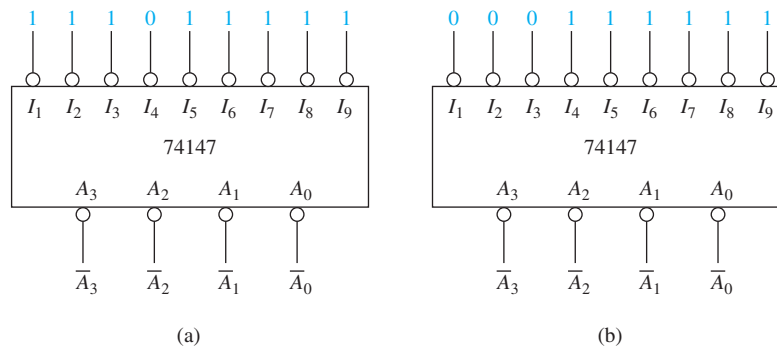 1 1 1 0 1 1 1 1 1
I₁ I₂ I₃ I₄ I₅ I₆ I₇ I₈ I₉
74147
A₃ A₂ A₁ A₀
A̅₃ A̅₂ A̅₁ A̅₀
(a)
0 0 0 1 1 1 1 1 1
I₁ I₂ I₃ I₄ I₅ I₆ I₇ I₈ I₉
74147
A₃ A₂ A₁ A₀
A̅₃ A̅₂ A̅₁ A̅₀
(b)